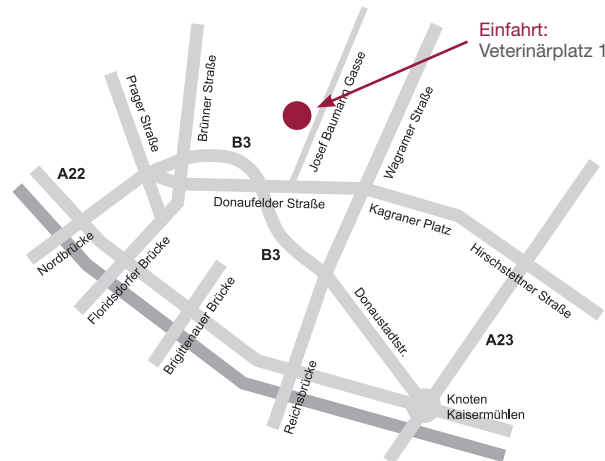 Einfahrt:
Veterinärplatz 1
Prager Straße
Brünner Straße
Josef Baumann Gasse
Wagramer Straße
B3
A22
Donaufelder Straße
Kagraner Platz
Nordbrücke
Floridsdorfer Brücke
B3
Hirschstettner Straße
Brigittenauer Brücke
Donaustadtstr.
A23
Reichsbrücke
Knoten
Kaisermühlen